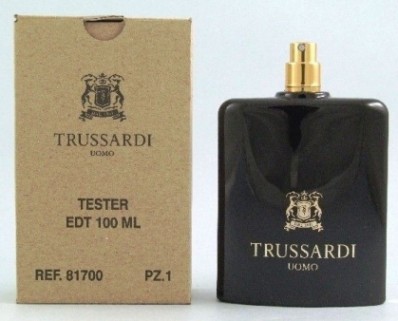 TRUSSARDI
UOMO
TESTER
EDT 100 ML
REF. 81700 PZ.1
TRUSSARDI
UOMO